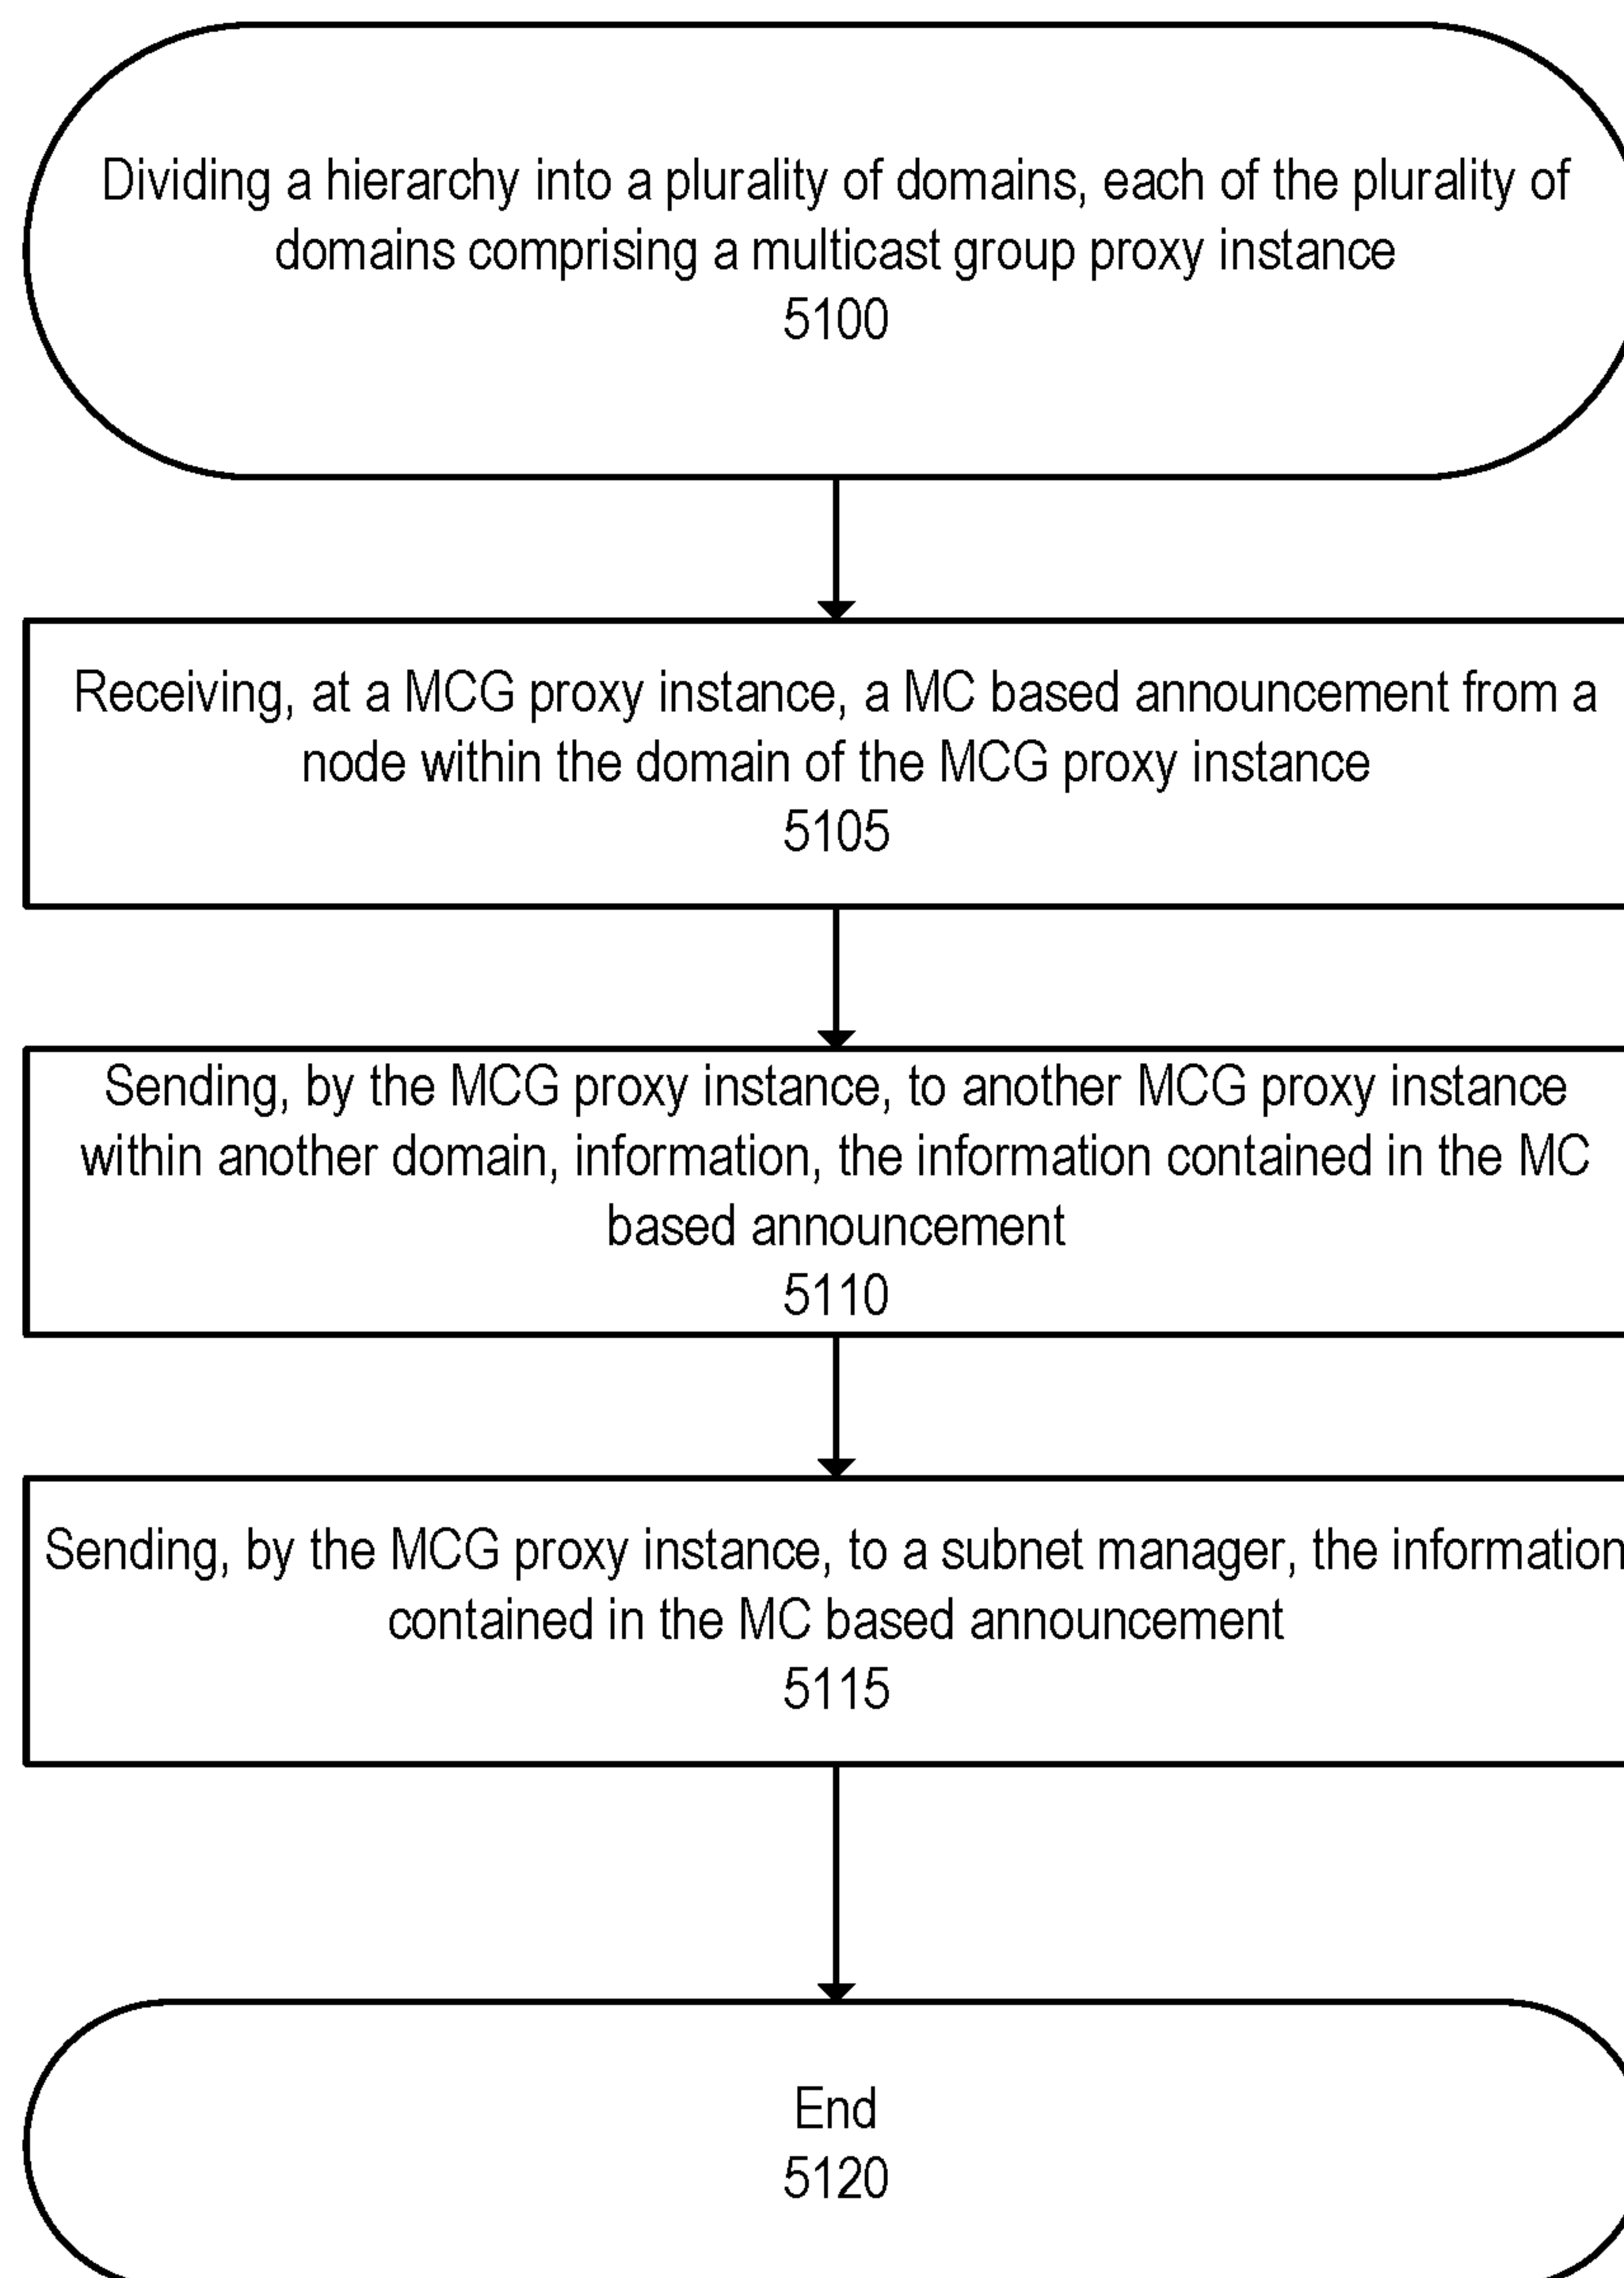 Dividing a hierarchy into a plurality of domains, each of the plurality of
domains comprising a multicast group proxy instance
5100
Receiving, at a MCG proxy instance, a MC based announcement from a
node within the domain of the MCG proxy instance
5105
Sending, by the MCG proxy instance, to another MCG proxy instance
within another domain, information, the information contained in the MC
based announcement
5110
Sending, by the MCG proxy instance, to a subnet manager, the information
contained in the MC based announcement
5115
End
5120